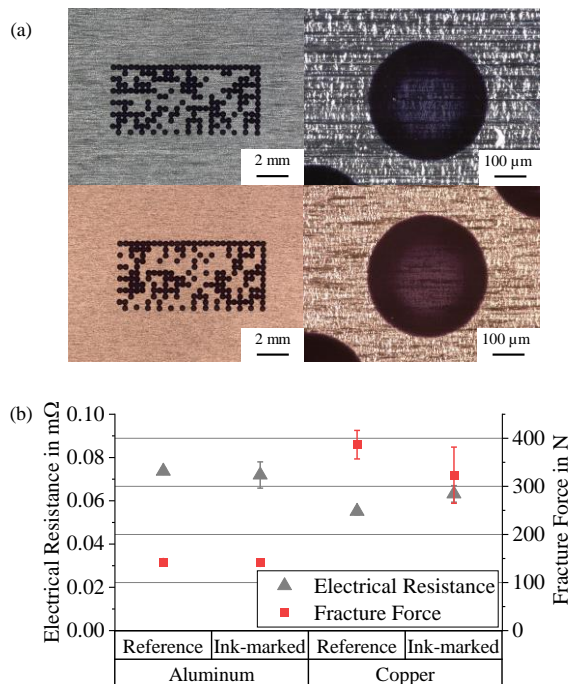 (a)
2 mm
100 µm
2 mm
100 µm
(b)
Electrical Resistance in mΩ
0.10
0.08
0.06
0.04
0.02
0.00
Fracture Force in N
400
300
200
100
0
Electrical Resistance
Fracture Force
Reference Ink-marked Reference Ink-marked
Aluminum Copper